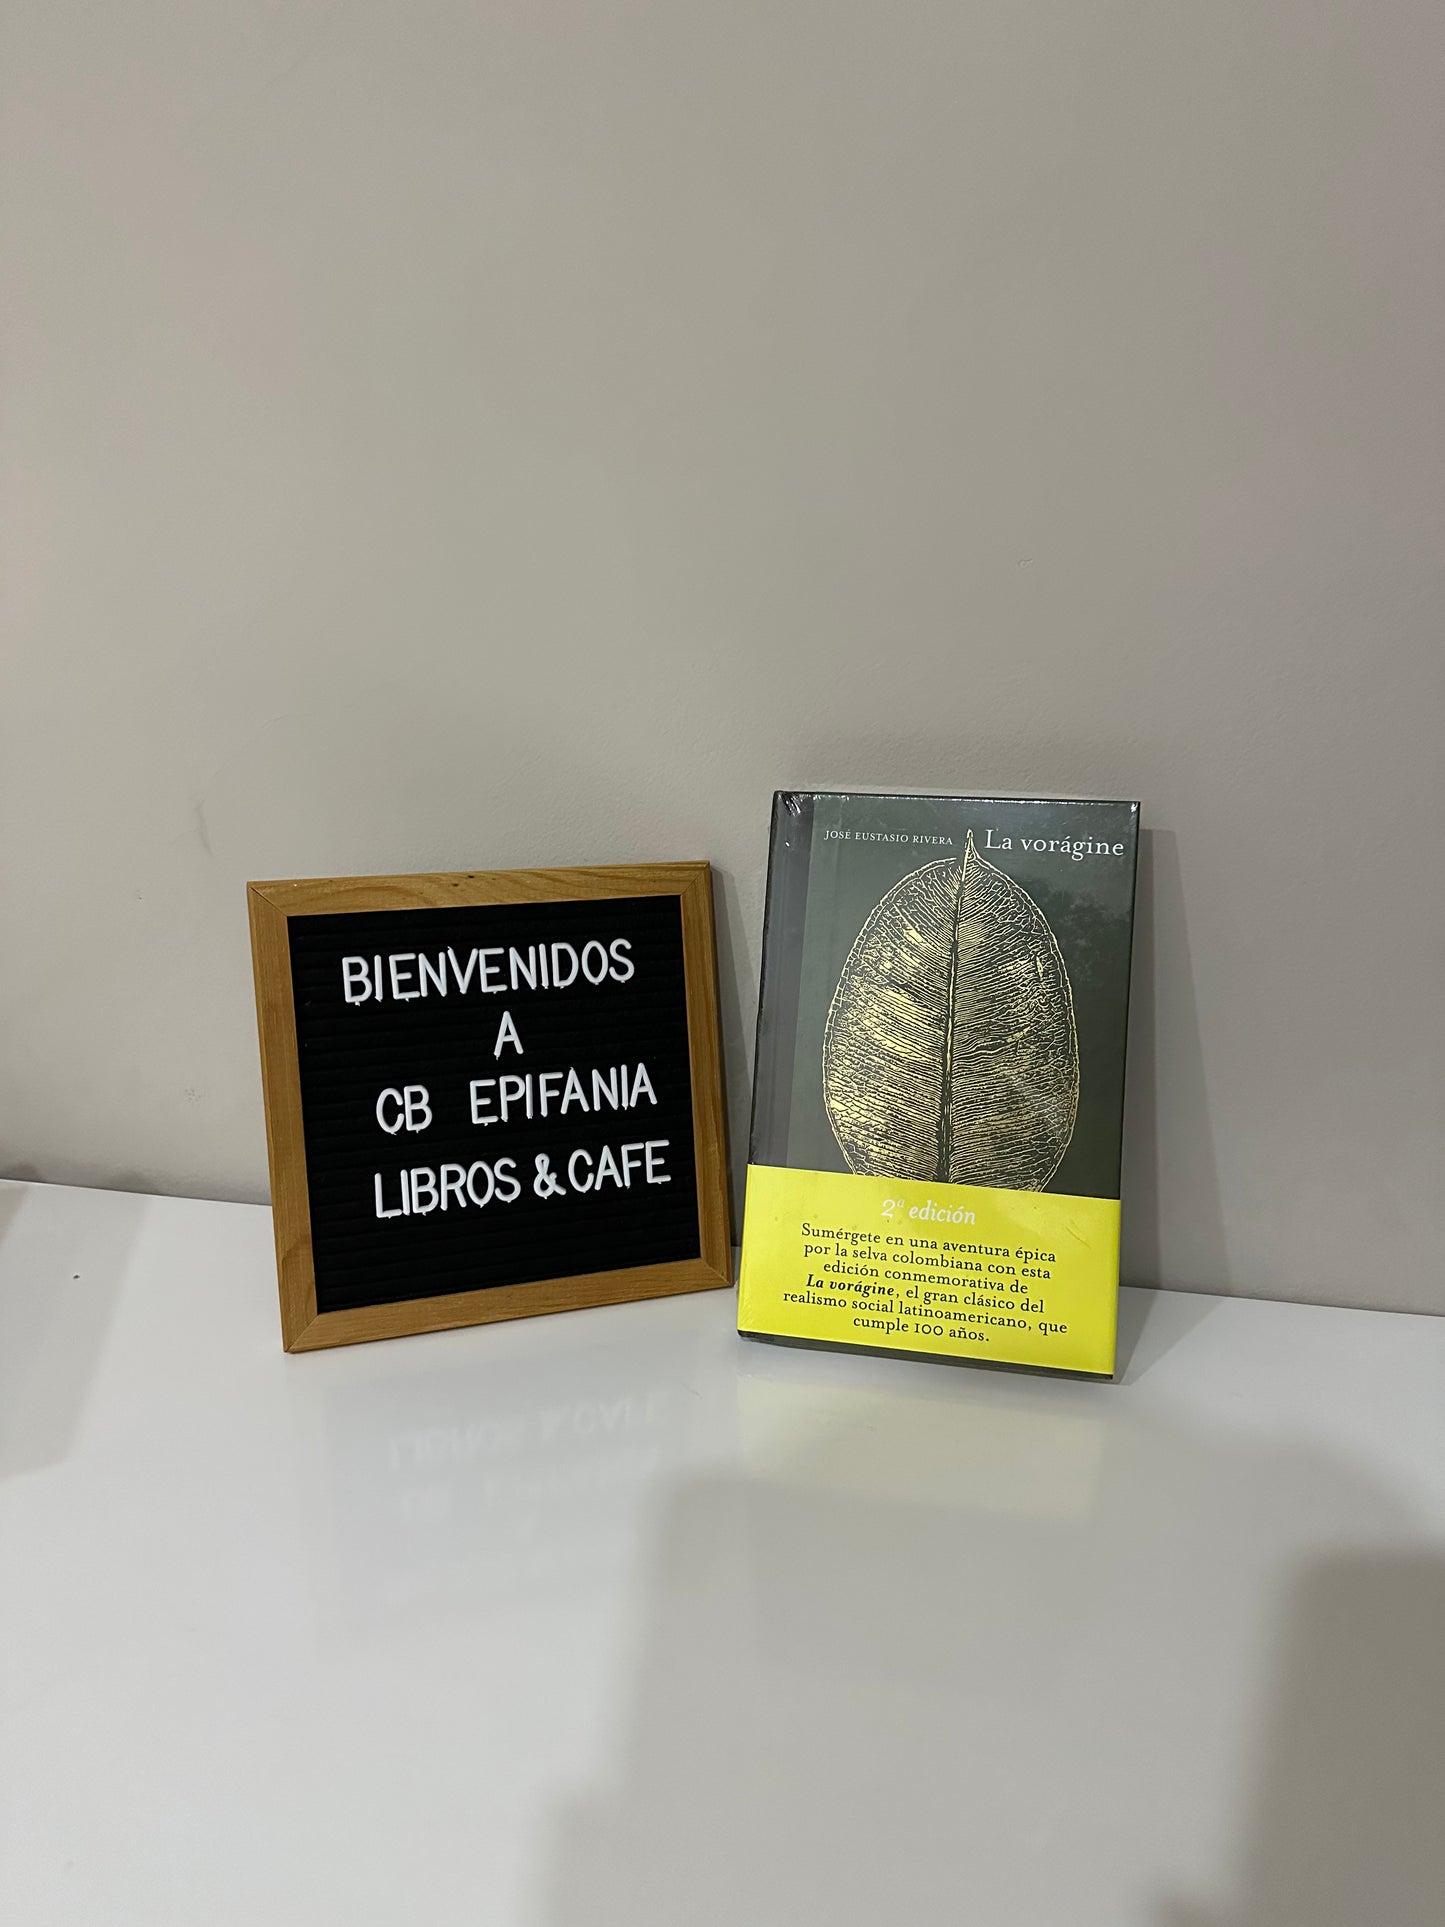 BIENVENIDOS
A
CB EPIFANIA
LIBROS & CAFE
JOSÉ EUSTASIO RIVERA La vorágine
2ª edición
Sumérgete en una aventura épica
por la selva colombiana con esta
edición conmemorativa de
La vorágine, el gran clásico del
realismo social latinoamericano, que
cumple 100 años.